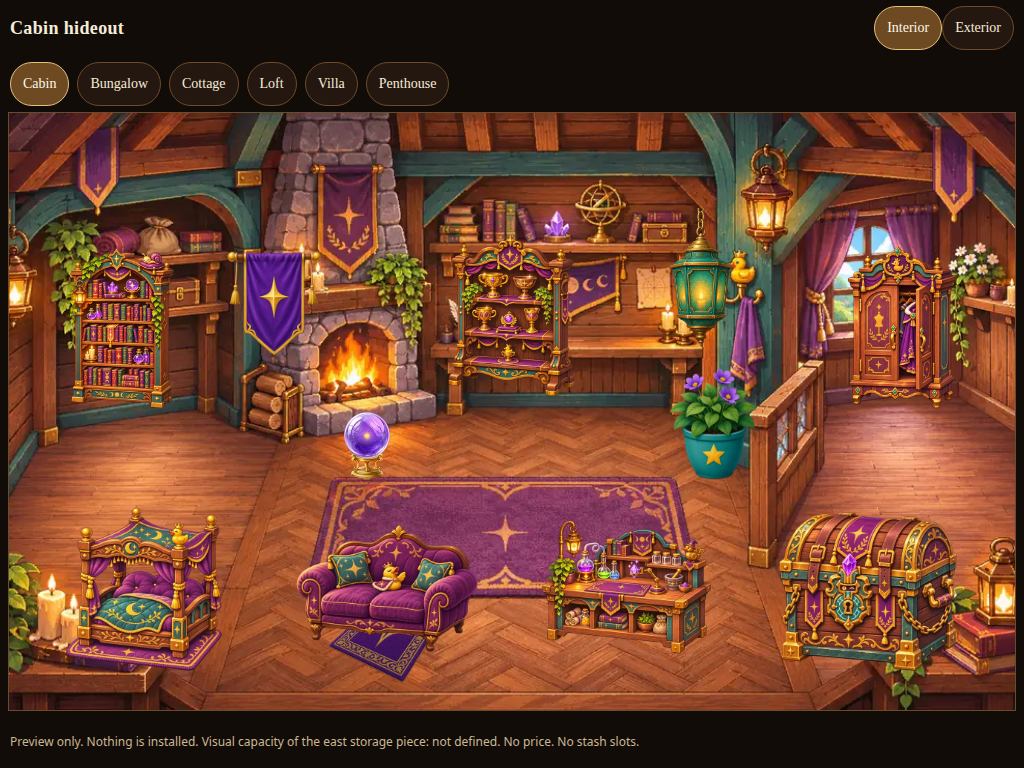 Cabin hideout
Interior
Exterior
Cabin
Bungalow
Cottage
Loft
Villa
Penthouse
Preview only. Nothing is installed. Visual capacity of the east storage piece: not defined. No price. No stash slots.